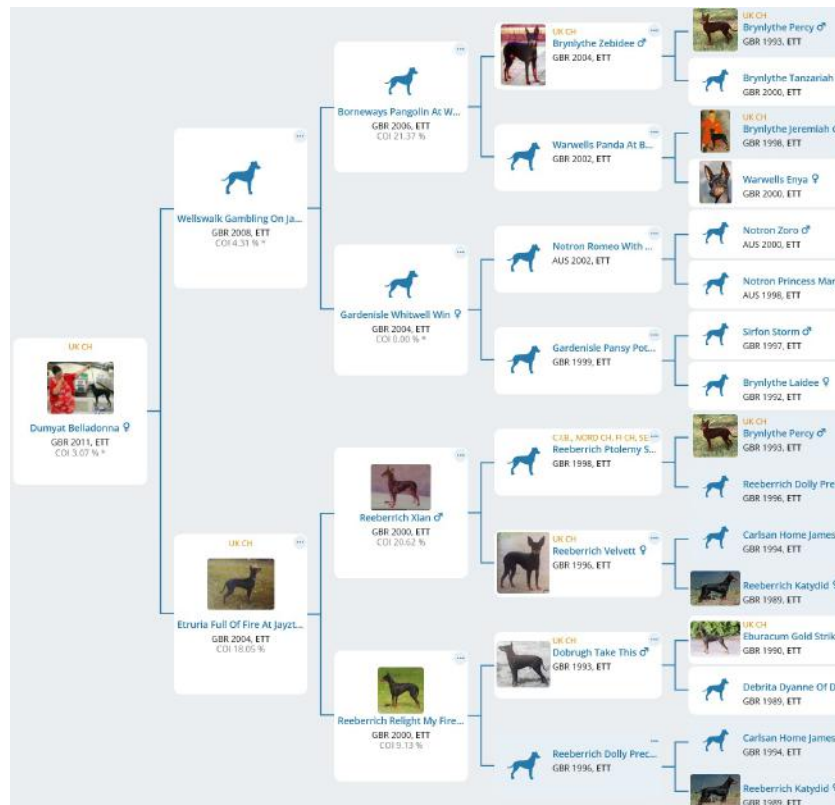 UK CH
Dumyat Belladonna ♀
GBR 2011, ETT
COI 3.07 % *
Wellswalk Gambling On Ja...
GBR 2008, ETT
COI 4.31 % *
UK CH
Etruria Full Of Fire At Jayzt...
GBR 2004, ETT
COI 18.05 %
Borneways Pangolin At W...
GBR 2006, ETT
COI 21.37 %
Gardenisle Whitwell Win ♀
GBR 2004, ETT
COI 0.00 % *
Reeberrich Xian ♂
GBR 2000, ETT
COI 20.62 %
Reeberrich Relight My Fire...
GBR 2000, ETT
COI 9.13 %
UK CH
Brynlythe Zebidee ♂
GBR 2004, ETT
Warwells Panda At B...
GBR 2002, ETT
Notron Romeo With ...
AUS 2002, ETT
Gardenisle Pansy Pot...
GBR 1999, ETT
C.I.B., NORD CH, FI CH, SE
Reeberrich Ptolemy S...
GBR 1998, ETT
UK CH
Reeberrich Velvett ♀
GBR 1996, ETT
UK CH
Dobrugh Take This ♂
GBR 1993, ETT
Reeberrich Dolly Prec...
GBR 1996, ETT
UK CH
Brynlythe Percy ♂
GBR 1993, ETT
Brynlythe Tanzariah
GBR 2000, ETT
UK CH
Brynlythe Jeremiah
GBR 1998, ETT
Warwells Enya ♀
GBR 2000, ETT
Notron Zoro ♂
AUS 2000, ETT
Notron Princess Mar
AUS 1998, ETT
Sirfon Storm ♂
GBR 1997, ETT
Brynlythe Laidee ♀
GBR 1992, ETT
UK CH
Brynlythe Percy ♂
GBR 1993, ETT
Reeberrich Dolly Pre
GBR 1996, ETT
Carlsan Home James
GBR 1994, ETT
Reeberrich Katydid ♀
GBR 1989, ETT
UK CH
Eburacum Gold Strik
GBR 1990, ETT
Debrita Dyanne Of D
GBR 1989, ETT
Carlsan Home James
GBR 1994, ETT
Reeberrich Katydid ♀
GBR 1989, ETT